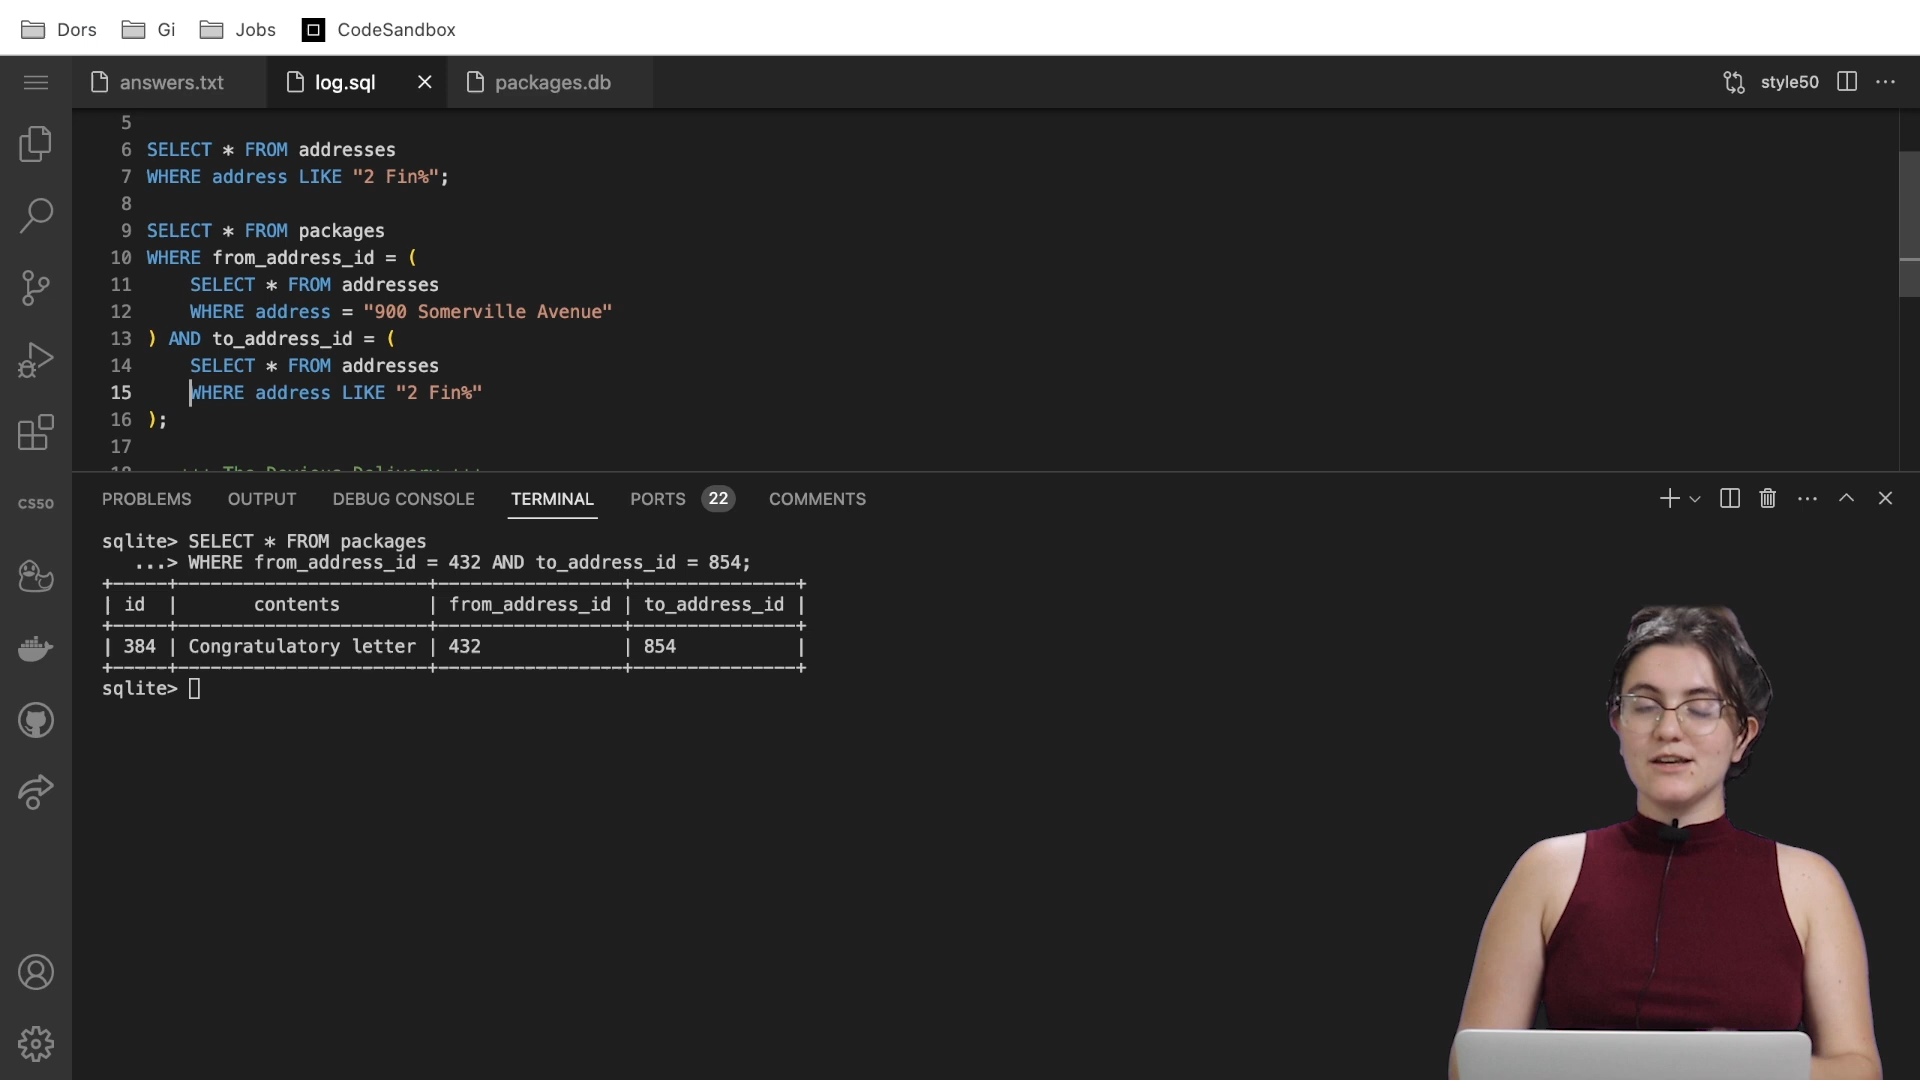 Dors Gi Jobs CodeSandbox
answers.txt log.sql packages.db style50
5
6 SELECT * FROM addresses
7 WHERE address LIKE "2 Fin%";
8
9 SELECT * FROM packages
10 WHERE from_address_id = (
11 SELECT * FROM addresses
12 WHERE address = "900 Somerville Avenue"
13 ) AND to_address_id = (
14 SELECT * FROM addresses
15 WHERE address LIKE "2 Fin%"
16 );
17
CS50
PROBLEMS OUTPUT DEBUG CONSOLE TERMINAL PORTS 22 COMMENTS
sqlite> SELECT * FROM packages
...> WHERE from_address_id = 432 AND to_address_id = 854;
| id | contents | from_address_id | to_address_id |
| 384 | Congratulatory letter | 432 | 854 |
sqlite>